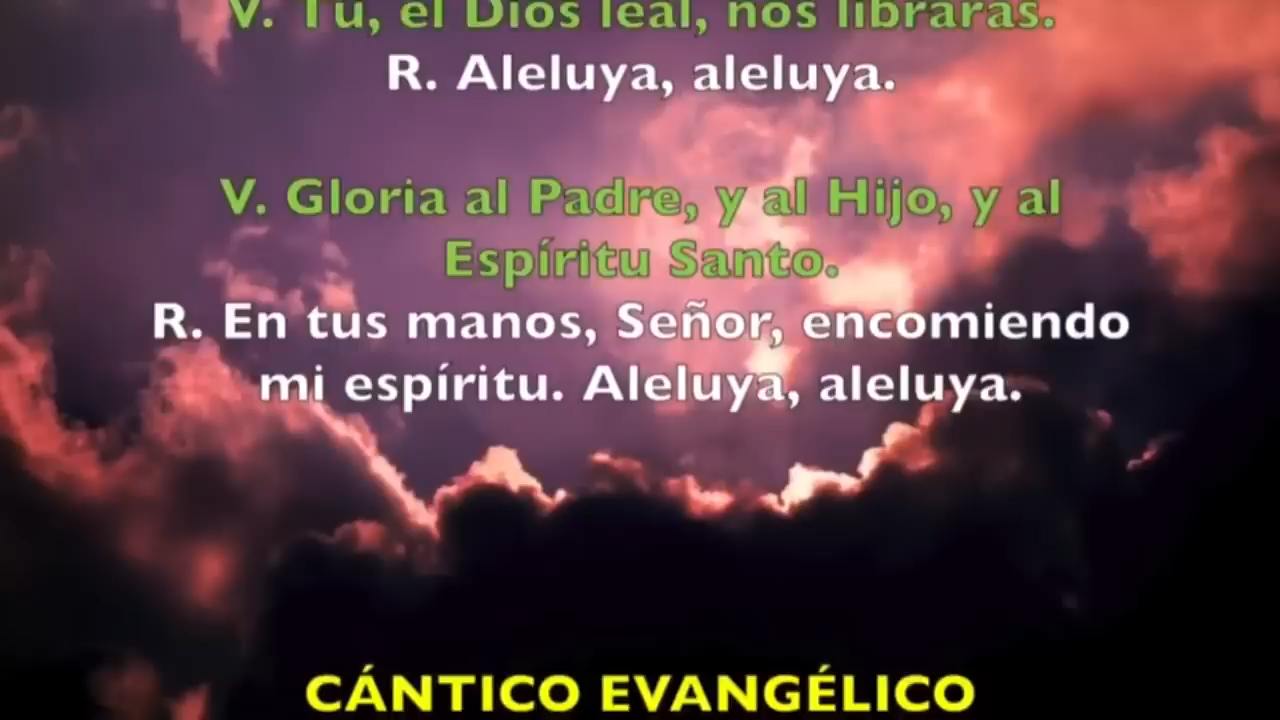 V. Tú, el Dios leal, nos librarás.
R. Aleluya, aleluya.
V. Gloria al Padre, y al Hijo, y al
Espíritu Santo.
R. En tus manos, Señor, encomiendo
mi espíritu. Aleluya, aleluya.
CÁNTICO EVANGÉLICO